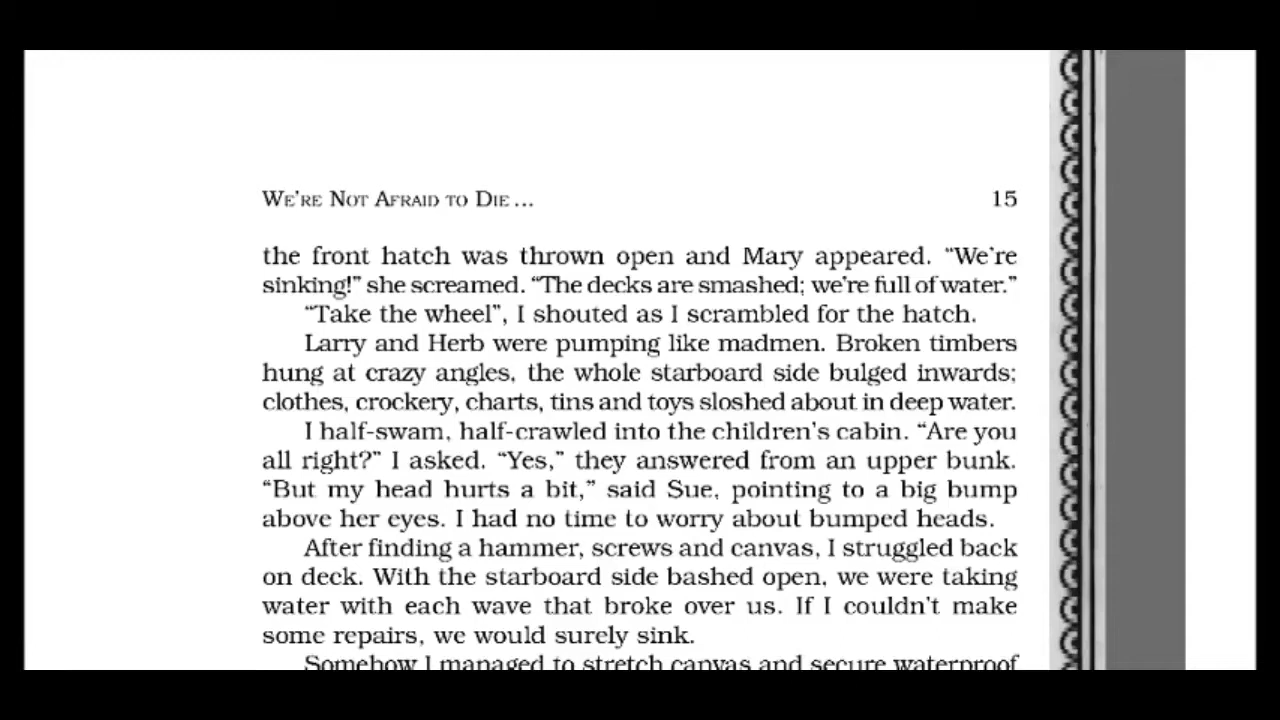 WE'RE NOT AFRAID TO DIE ... 15
the front hatch was thrown open and Mary appeared. “We're
sinking!” she screamed. “The decks are smashed; we're full of water.”
“Take the wheel”, I shouted as I scrambled for the hatch.
Larry and Herb were pumping like madmen. Broken timbers
hung at crazy angles, the whole starboard side bulged inwards;
clothes, crockery, charts, tins and toys sloshed about in deep water.
I half-swam, half-crawled into the children's cabin. “Are you
all right?” I asked. “Yes,” they answered from an upper bunk.
“But my head hurts a bit,” said Sue, pointing to a big bump
above her eyes. I had no time to worry about bumped heads.
After finding a hammer, screws and canvas, I struggled back
on deck. With the starboard side bashed open, we were taking
water with each wave that broke over us. If I couldn't make
some repairs, we would surely sink.
Somehow I managed to stretch canvas and secure waterproof